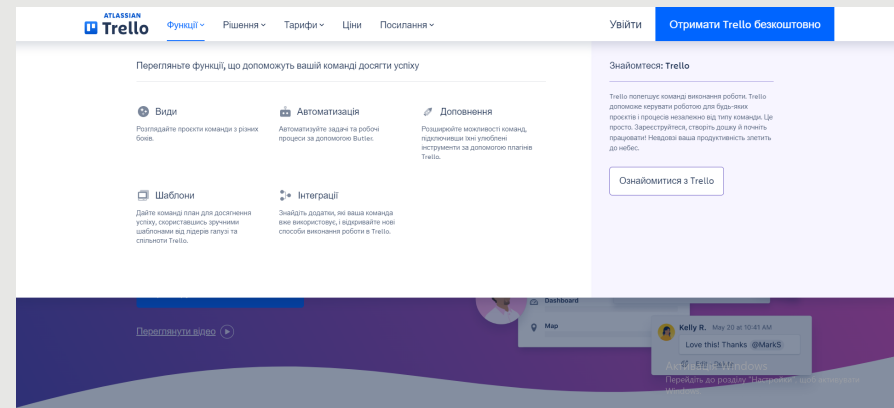 ATLASSIAN
Trello
Функції
Рішення
Тарифи
Ціни
Посилання
Увійти
Отримати Trello безкоштовно
Перегляньте функції, що допоможуть вашій команді досягти успіху
Види
Розглядайте проєкти команди з різних
боків.
Автоматизація
Автоматизуйте задачі та робочі
процеси за допомогою Butler.
Доповнення
Розширюйте можливості команд,
підключивши їхні улюблені
інструменти за допомогою плагінів
Trello.
Шаблони
Дайте команді план для досягнення
успіху, скориставшись зручними
шаблонами від лідерів галузі та
спільноти Trello.
Інтеграції
Знайдіть додатки, які ваша команда
вже використовує, і відкривайте нові
способи виконання роботи в Trello.
Знайомтеся: Trello
Trello полегшує команді виконання роботи. Trello
допоможе керувати роботою для будь-яких
проєктів і процесів незалежно від типу команди. Це
просто. Зареєструйтеся, створіть дошку й почніть
працювати! Невдовзі ваша продуктивність злетить
до небес.
Ознайомитися з Trello
Переглянути відео
Dashboard
Map
Kelly R. May 20 at 10:41 AM
Love this! Thanks @MarkS
Активація Windows
Перейдіть до розділу "Настройки", щоб активувати
Windows.